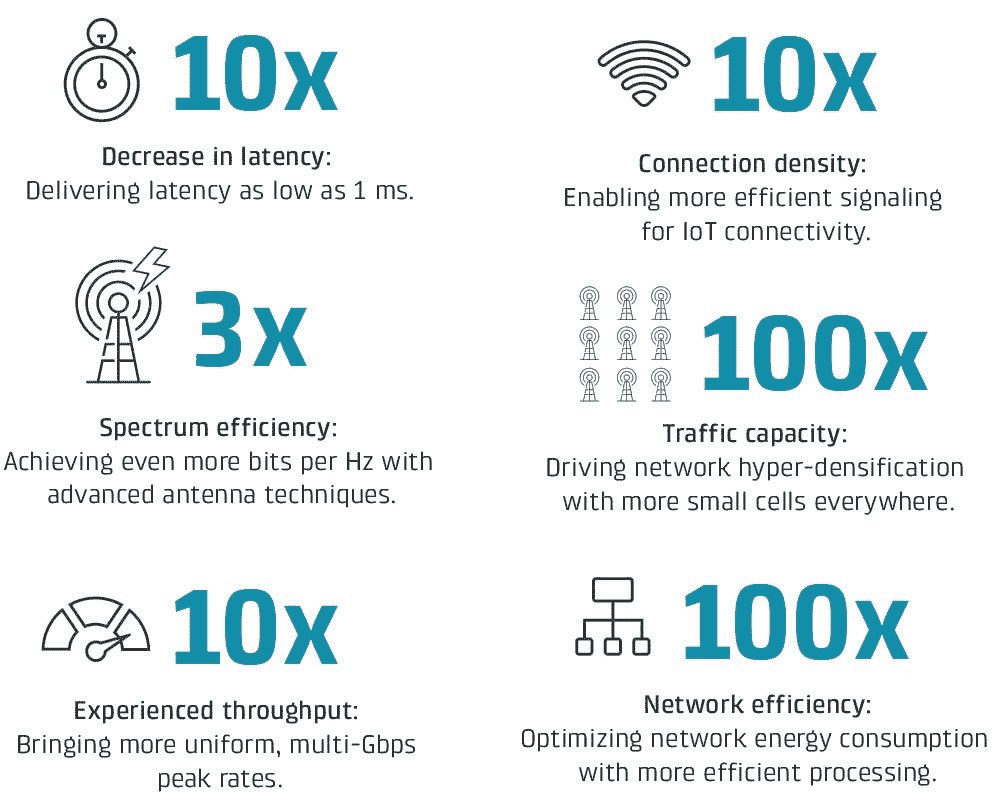 10x
Decrease in latency:
Delivering latency as low as 1 ms.
10x
Connection density:
Enabling more efficient signaling
for IoT connectivity.
3x
Spectrum efficiency:
Achieving even more bits per Hz with
advanced antenna techniques.
100x
Traffic capacity:
Driving network hyper-densification
with more small cells everywhere.
10x
Experienced throughput:
Bringing more uniform, multi-Gbps
peak rates.
100x
Network efficiency:
Optimizing network energy consumption
with more efficient processing.